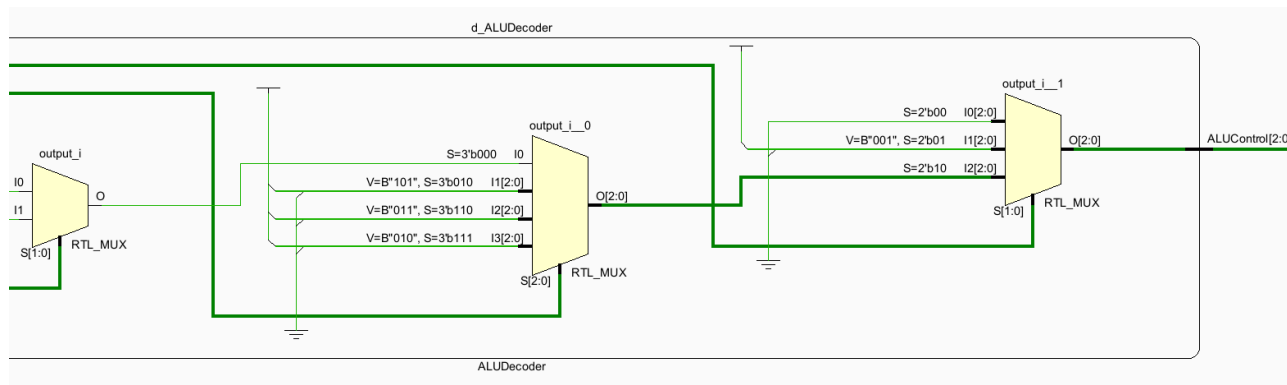 d_ALUDecoder
output_i
I0
I1
O
S[1:0]
RTL_MUX
output_i__0
S=3'b000 I0
V=B"101", S=3'b010 I1[2:0]
V=B"011", S=3'b110 I2[2:0]
V=B"010", S=3'b111 I3[2:0]
O[2:0]
S[2:0]
RTL_MUX
output_i__1
S=2'b00 I0[2:0]
V=B"001", S=2'b01 I1[2:0]
S=2'b10 I2[2:0]
O[2:0]
S[1:0]
RTL_MUX
ALUControl[2:0
ALUDecoder